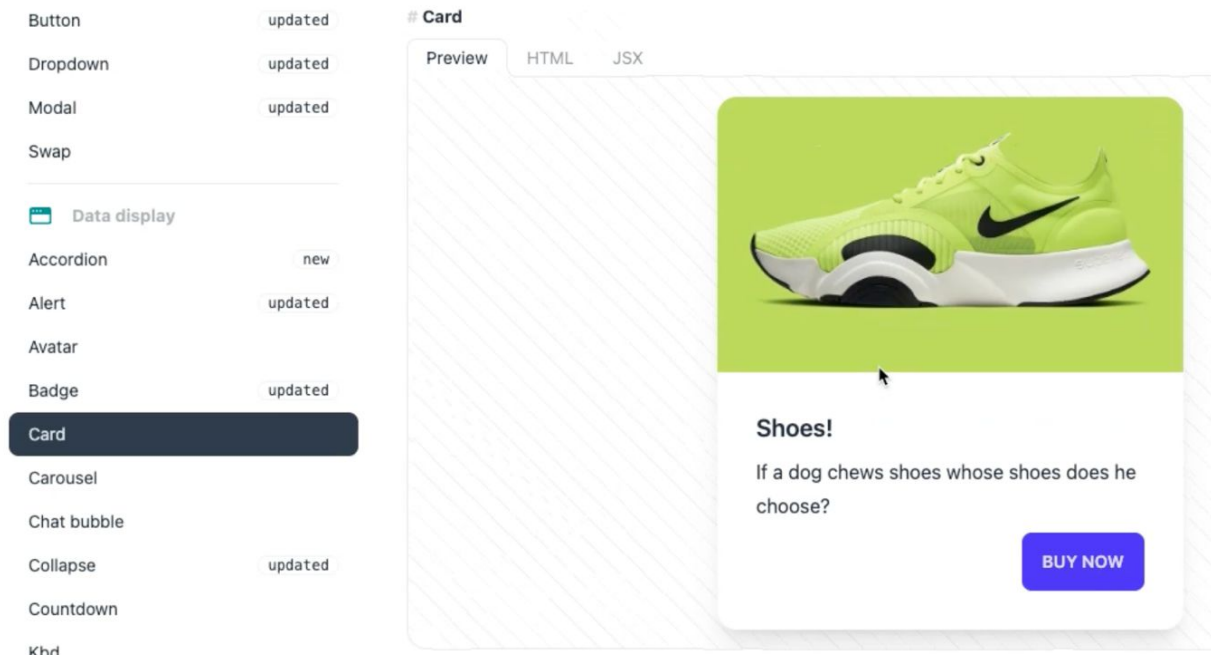 Button updated
Dropdown updated
Modal updated
Swap
Data display
Accordion new
Alert updated
Avatar
Badge updated
Card
Carousel
Chat bubble
Collapse updated
Countdown
Kbd
# Card
Preview HTML JSX
Shoes!
If a dog chews shoes whose shoes does he
choose?
BUY NOW